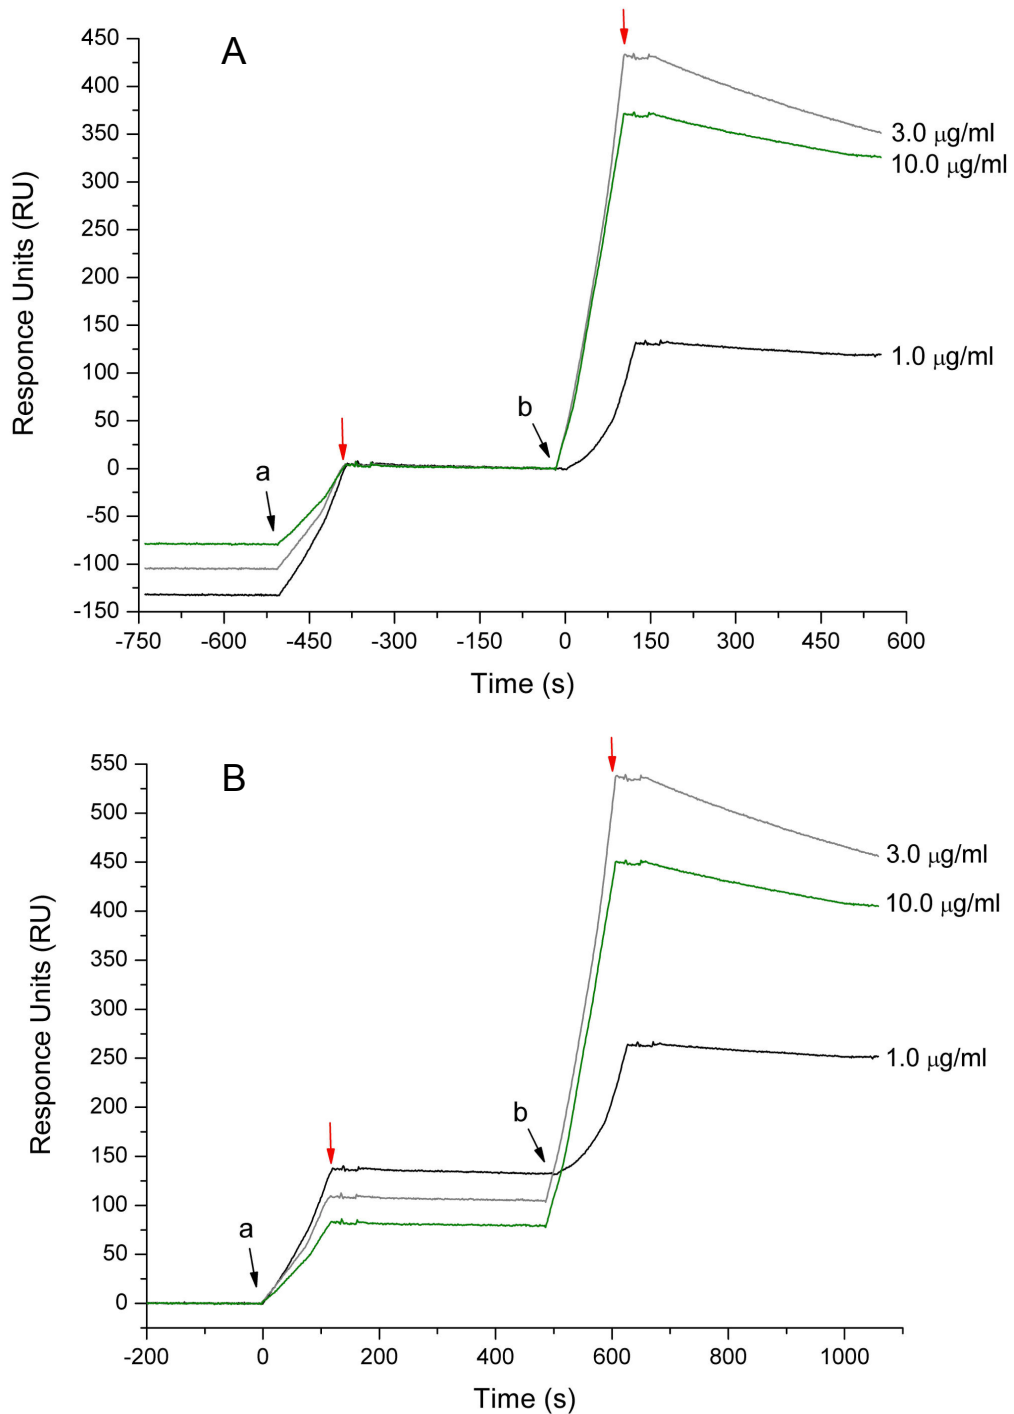 A
450
400
350
300
250
200
150
100
50
0
-50
-100
-150
Responce Units (RU)
a
b
3.0 μg/ml
10.0 μg/ml
1.0 μg/ml
-750 -600 -450 -300 -150 0 150 300 450 600
Time (s)
B
550
500
450
400
350
300
250
200
150
100
50
0
Responce Units (RU)
a
b
3.0 μg/ml
10.0 μg/ml
1.0 μg/ml
-200 0 200 400 600 800 1000
Time (s)